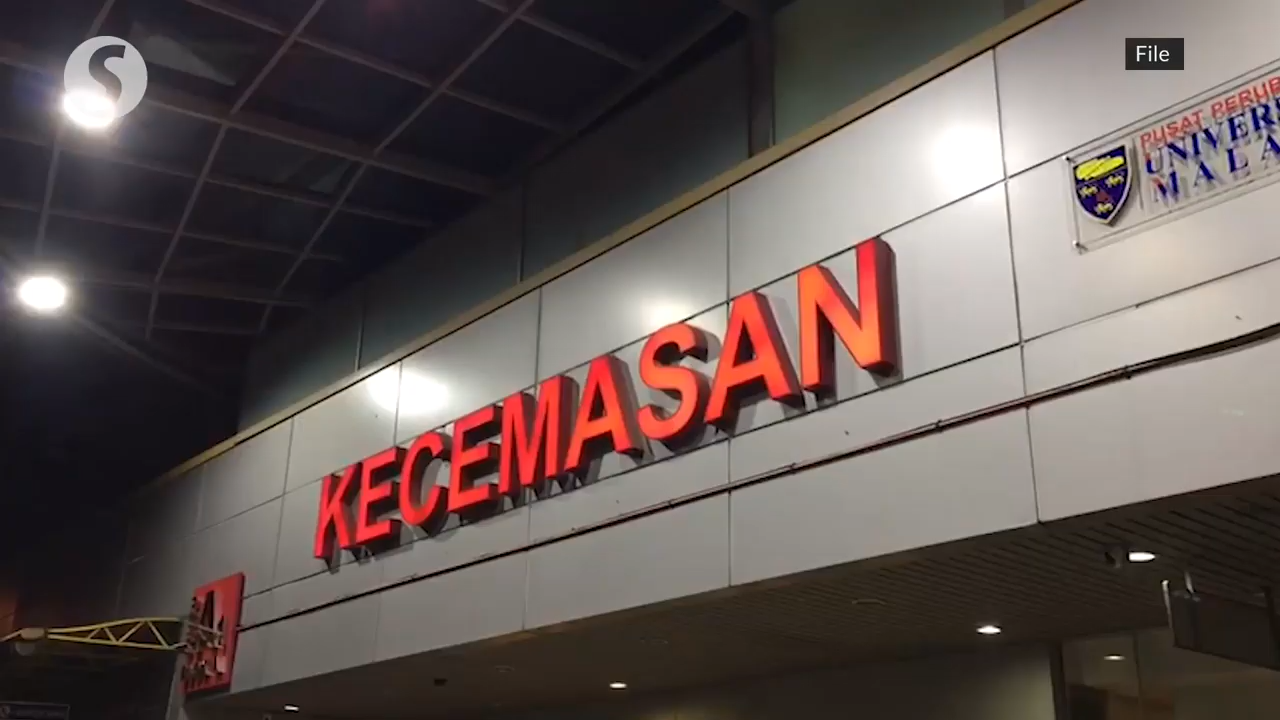 S
File
PUSAT PERUB
UNIVER
MALA
KECEMASAN